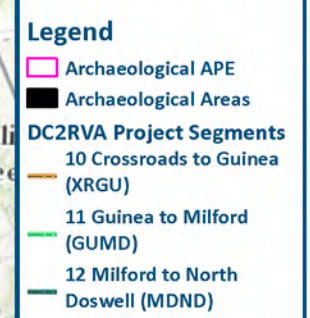 Legend
Archaeological APE
Archaeological Areas
DC2RVA Project Segments
10 Crossroads to Guinea
(XRGU)
11 Guinea to Milford
(GUMD)
12 Milford to North
Doswell (MDND)